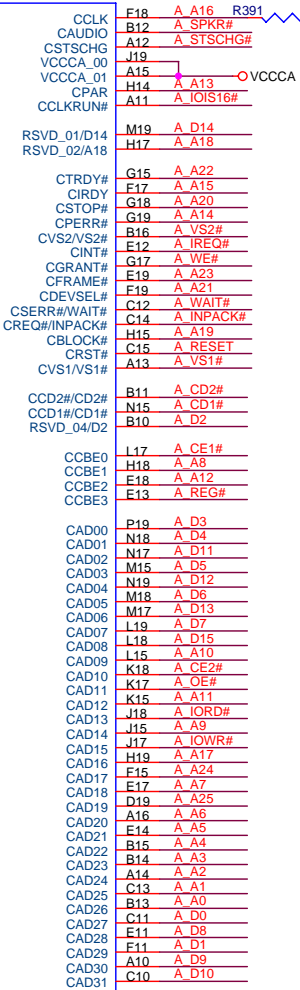 CCLK F18 A_A16 R391
CAUDIO B12 A_SPKR#
CSTSCHG A12 A_STSCHG#
VCCCA_00 J19
VCCCA_01 A15 VCCCA
CPAR H14 A_A13
CCLKRUN# A11 A_IOIS16#
RSVD_01/D14 M19 A_D14
RSVD_02/A18 H17 A_A18
CTRDY# G15 A_A22
CIRDY F17 A_A15
CSTOP# G18 A_A20
CPERR# G19 A_A14
CVS2/VS2# B16 A_VS2#
CINT# E12 A_IREQ#
CGRANT# G17 A_WE#
CFRAME# E19 A_A23
CDEVSEL# F19 A_A21
CSERR#/WAIT# C12 A_WAIT#
CREQ#/INPACK# C14 A_INPACK#
CBLOCK# H15 A_A19
CRST# C15 A_RESET
CVS1/VS1# A13 A_VS1#
CCD2#/CD2# B11 A_CD2#
CCD1#/CD1# N15 A_CD1#
RSVD_04/D2 B10 A_D2
CCBE0 L17 A_CE1#
CCBE1 H18 A_A8
CCBE2 E18 A_A12
CCBE3 E13 A_REG#
CAD00 P19 A_D3
CAD01 N18 A_D4
CAD02 N17 A_D11
CAD03 M15 A_D5
CAD04 N19 A_D12
CAD05 M18 A_D6
CAD06 M17 A_D13
CAD07 L19 A_D7
CAD08 L18 A_D15
CAD09 L15 A_A10
CAD10 K18 A_CE2#
CAD11 K17 A_OE#
CAD12 K15 A_A11
CAD13 J18 A_IORD#
CAD14 J15 A_A9
CAD15 J17 A_IOWR#
CAD16 H19 A_A17
CAD17 F15 A_A24
CAD18 E17 A_A7
CAD19 D19 A_A25
CAD20 A16 A_A6
CAD21 E14 A_A5
CAD22 B15 A_A4
CAD23 B14 A_A3
CAD24 A14 A_A2
CAD25 C13 A_A1
CAD26 B13 A_A0
CAD27 C11 A_D0
CAD28 E11 A_D8
CAD29 F11 A_D1
CAD30 A10 A_D9
CAD31 C10 A_D10